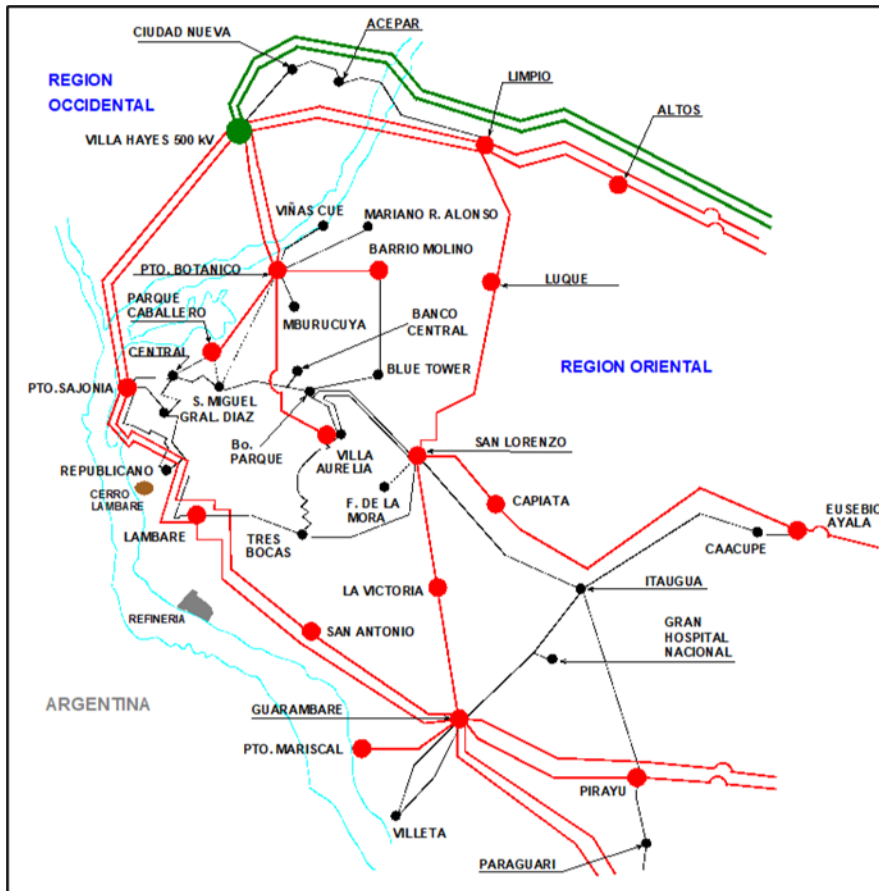 CIUDAD NUEVA
ACEPAR
REGION
OCCIDENTAL
LIMPIO
ALTOS
VILLA HAYES 500 kV
VIÑAS CUE
MARIANO R. ALONSO
BARRIO MOLINO
PTO. BOTANICO
LUQUE
PARQUE
CABALLERO
MBURUCUYA
BANCO
CENTRAL
CENTRAL
BLUE TOWER
REGION ORIENTAL
PTO. SAJONIA
S. MIGUEL
GRAL. DIAZ
Bo.
PARQUE
VILLA
AURELIA
SAN LORENZO
REPUBLICANO
CERRO
LAMBARE
F. DE LA
MORA
CAPIATA
EUSEBIO
AYALA
LAMBARE
TRES
BOCAS
CAACUPE
LA VICTORIA
ITAUGUA
REFINERIA
SAN ANTONIO
GRAN
HOSPITAL
NACIONAL
ARGENTINA
GUARAMBARE
PTO. MARISCAL
PIRAYU
VILLETA
PARAGUARI